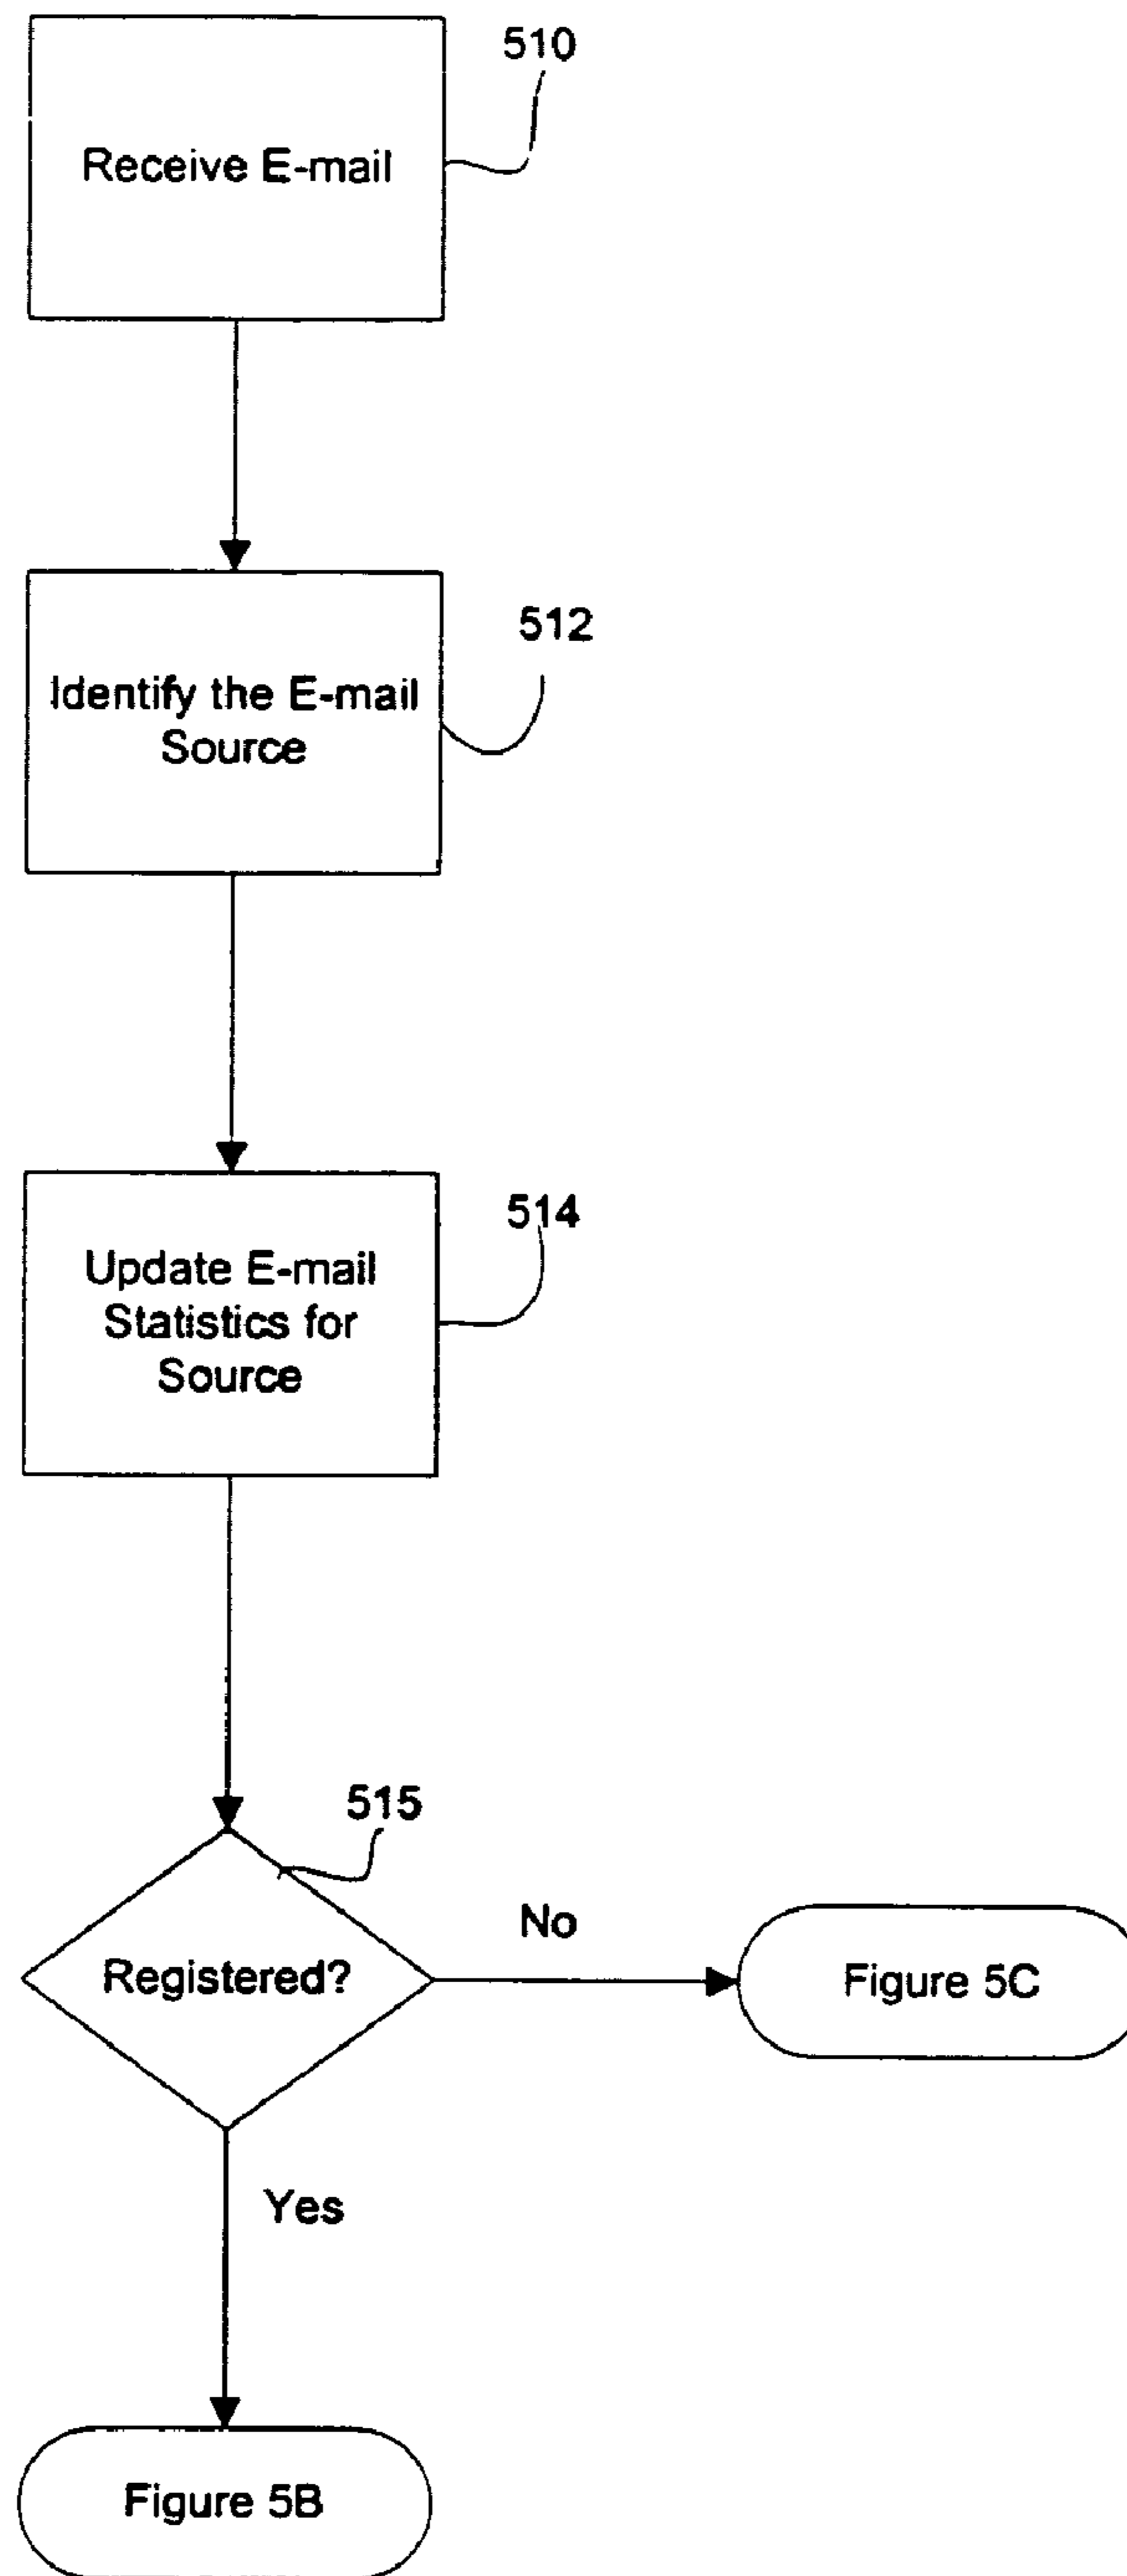 510
Receive E-mail
512
Identify the E-mail
Source
514
Update E-mail
Statistics for
Source
515
Registered?
No
Figure 5C
Yes
Figure 5B